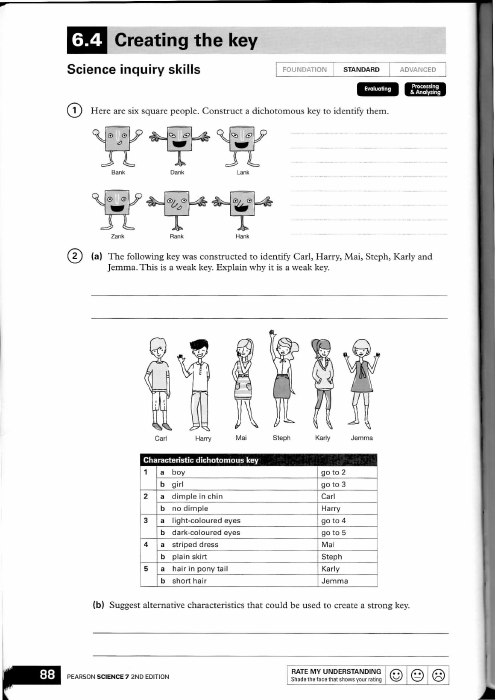 6.4 Creating the key
Science inquiry skills
FOUNDATION STANDARD ADVANCED
Evaluating
Processing
& Analyzing
1 Here are six square people. Construct a dichotomous key to identify them.
Bank Dank Lank
Zank Rank Hank
2 (a) The following key was constructed to identify Carl, Harry, Mai, Steph, Karly and
Jemma. This is a weak key. Explain why it is a weak key.
Carl Harry Mai Steph Karly Jemma
Characteristic dichotomous key
1 a boy go to 2
b girl go to 3
2 a dimple in chin Carl
b no dimple Harry
3 a light-coloured eyes go to 4
b dark-coloured eyes go to 5
4 a striped dress Mai
b plain skirt Steph
5 a hair in pony tail Karly
b short hair Jemma
(b) Suggest alternative characteristics that could be used to create a strong key.
88 PEARSON SCIENCE 7 2ND EDITION
RATE MY UNDERSTANDING
Shade the face that shows your rating